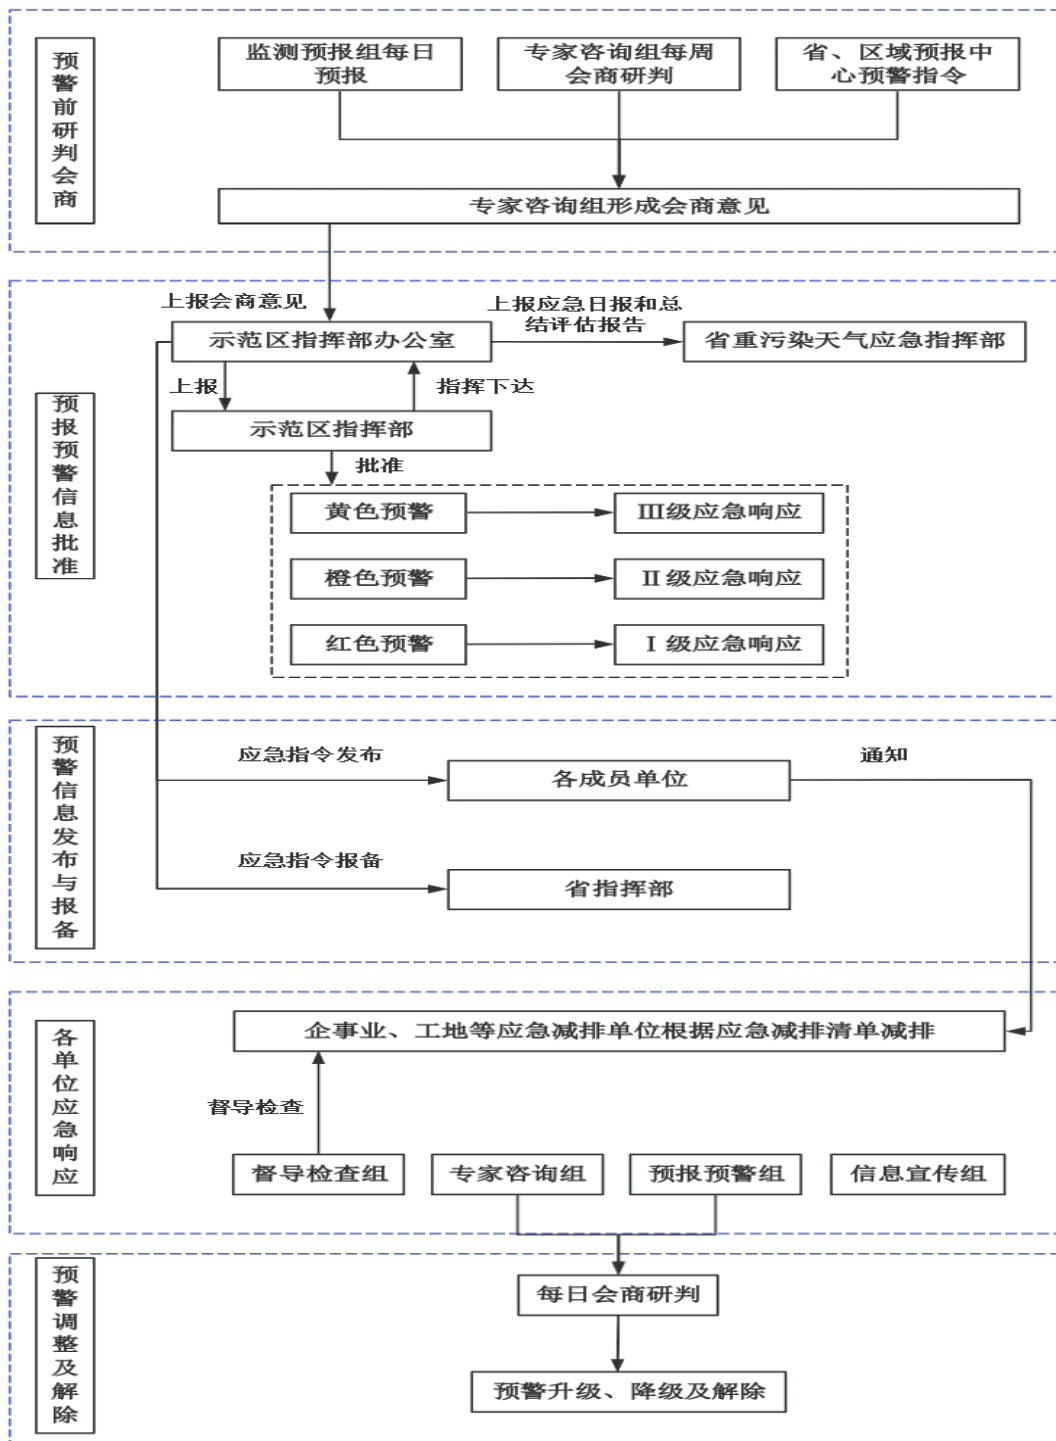 预警前研判会商
监测预报组每日
预报
专家咨询组每周
会商研判
省、区域预报中
心预警指令
专家咨询组形成会商意见
预报预警信息批准
上报会商意见
上报应急日报和总
结评估报告
示范区指挥部办公室
省重污染天气应急指挥部
上报
指挥下达
示范区指挥部
批准
黄色预警
Ⅲ级应急响应
橙色预警
Ⅱ级应急响应
红色预警
Ⅰ级应急响应
预警信息发布与报备
应急指令发布
各成员单位
通知
应急指令报备
省指挥部
各单位应急响应
企事业、工地等应急减排单位根据应急减排清单减排
督导检查
督导检查组
专家咨询组
预报预警组
信息宣传组
预警调整及解除
每日会商研判
预警升级、降级及解除